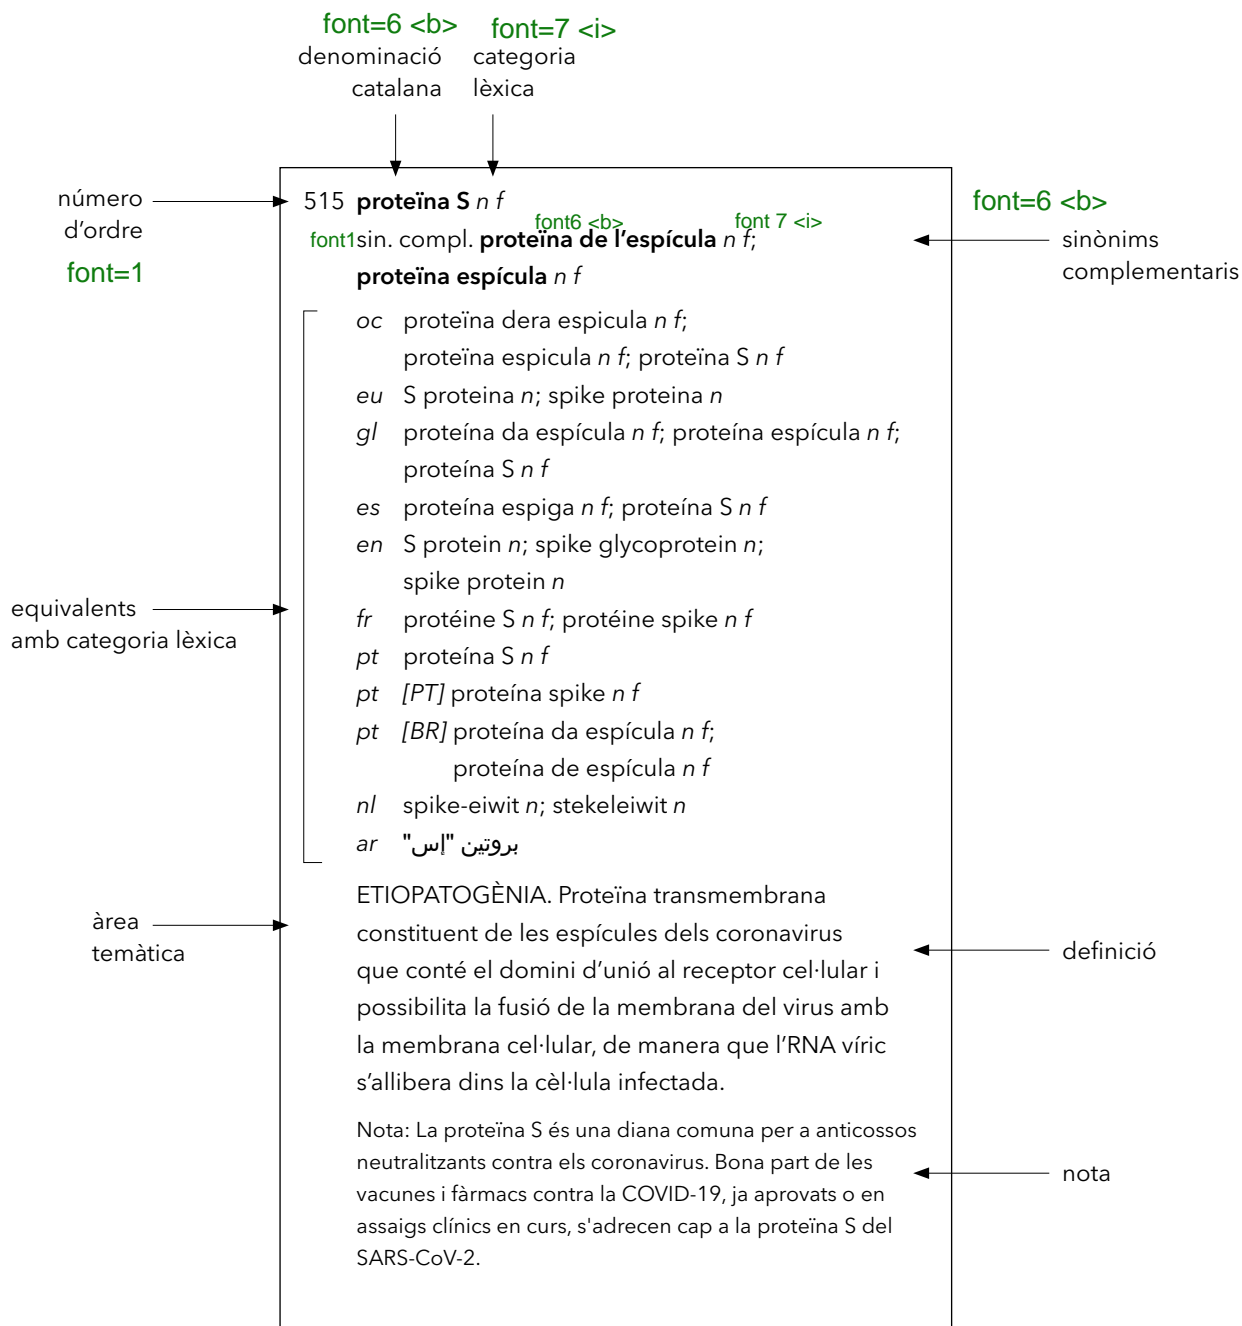 font=6 <b> font=7 <i>
denominació categoria
catalana lèxica
número
d’ordre
font=1
515 proteïna S n f
font6 <b> font 7 <i>
font1 sin. compl. proteïna de l’espícula n f;
proteïna espícula n f
font=6 <b>
sinònims
complementaris
oc proteïna dera espicula n f;
proteïna espicula n f; proteïna S n f
eu S proteina n; spike proteina n
gl proteína da espícula n f; proteína espícula n f;
proteína S n f
es proteína espiga n f; proteína S n f
en S protein n; spike glycoprotein n;
spike protein n
fr protéine S n f; protéine spike n f
pt proteína S n f
pt [PT] proteína spike n f
pt [BR] proteína da espícula n f;
proteína de espícula n f
nl spike-eiwit n; stekeleiwit n
ar بروتين "إس"
equivalents
amb categoria lèxica
àrea
temàtica
ETIOPATOGÈNIA. Proteïna transmembrana
constituent de les espícules dels coronavirus
que conté el domini d’unió al receptor cel·lular i
possibilita la fusió de la membrana del virus amb
la membrana cel·lular, de manera que l’RNA víric
s’allibera dins la cèl·lula infectada.
definició
Nota: La proteïna S és una diana comuna per a anticossos
neutralitzants contra els coronavirus. Bona part de les
vacunes i fàrmacs contra la COVID-19, ja aprovats o en
assaigs clínics en curs, s'adrecen cap a la proteïna S del
SARS-CoV-2.
nota